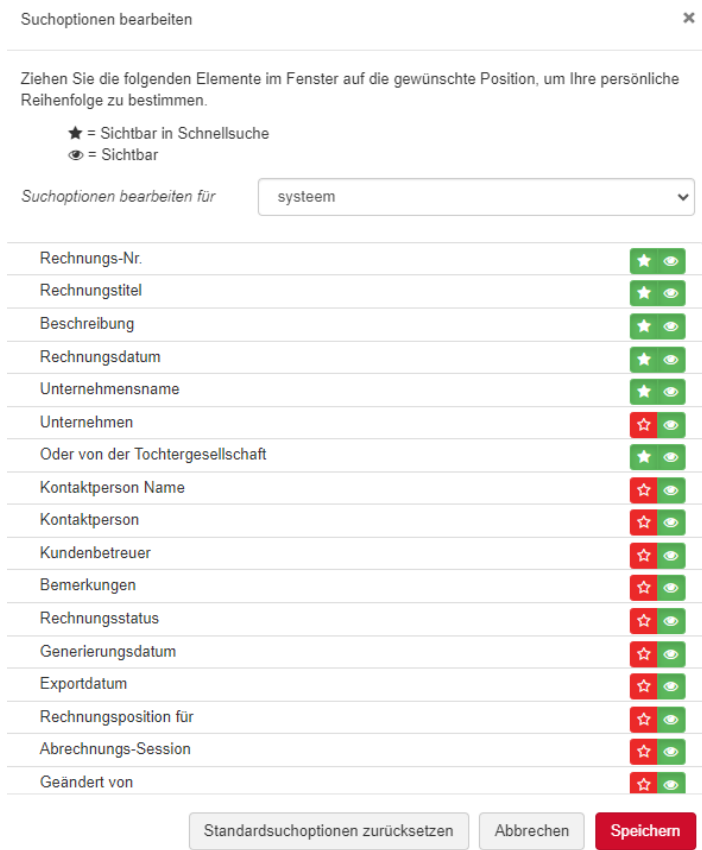 Suchoptionen bearbeiten
Ziehen Sie die folgenden Elemente im Fenster auf die gewünschte Position, um Ihre persönliche
Reihenfolge zu bestimmen.
★ = Sichtbar in Schnellsuche
👁 = Sichtbar
Suchoptionen bearbeiten für
systeem
Rechnungs-Nr.
Rechnungstitel
Beschreibung
Rechnungsdatum
Unternehmensname
Unternehmen
Oder von der Tochtergesellschaft
Kontaktperson Name
Kontaktperson
Kundenbetreuer
Bemerkungen
Rechnungsstatus
Generierungsdatum
Exportdatum
Rechnungsposition für
Abrechnungs-Session
Geändert von
Standardsuchoptionen zurücksetzen
Abbrechen
Speichern